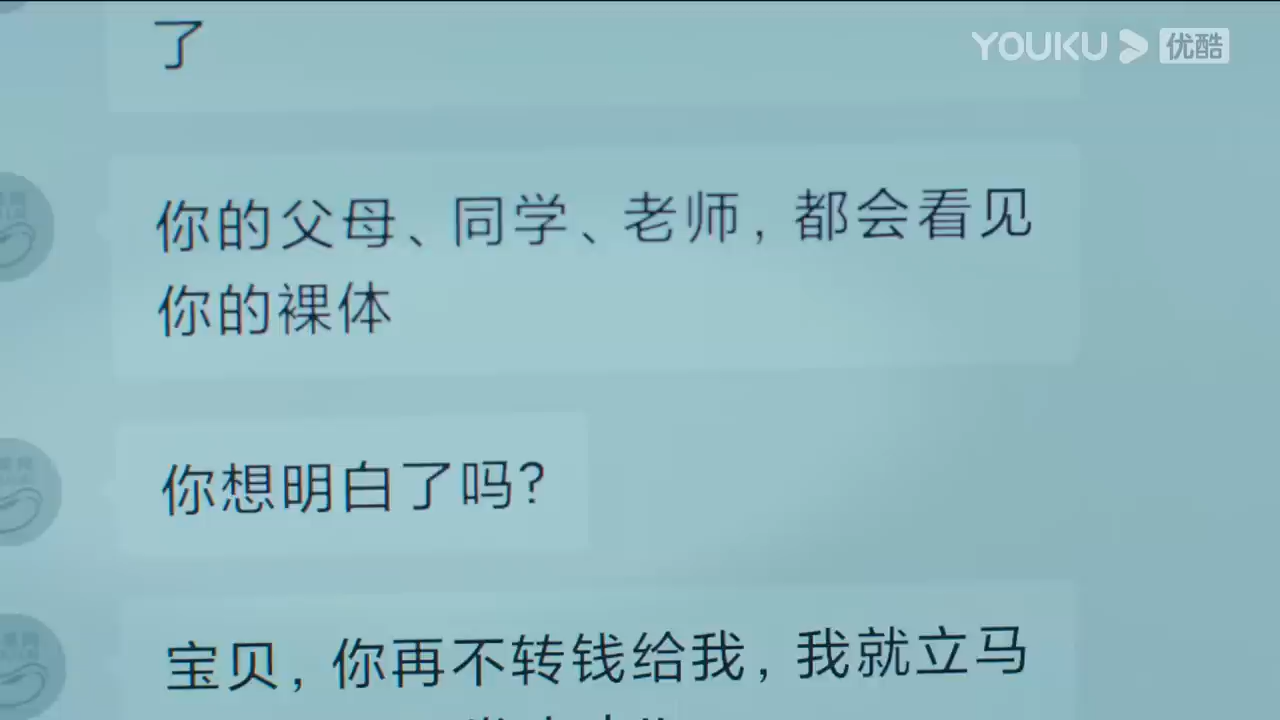 了
YOUKU 优酷
你的父母、同学、老师，都会看见
你的裸体
你想明白了吗？
宝贝，你再不转钱给我，我就立马